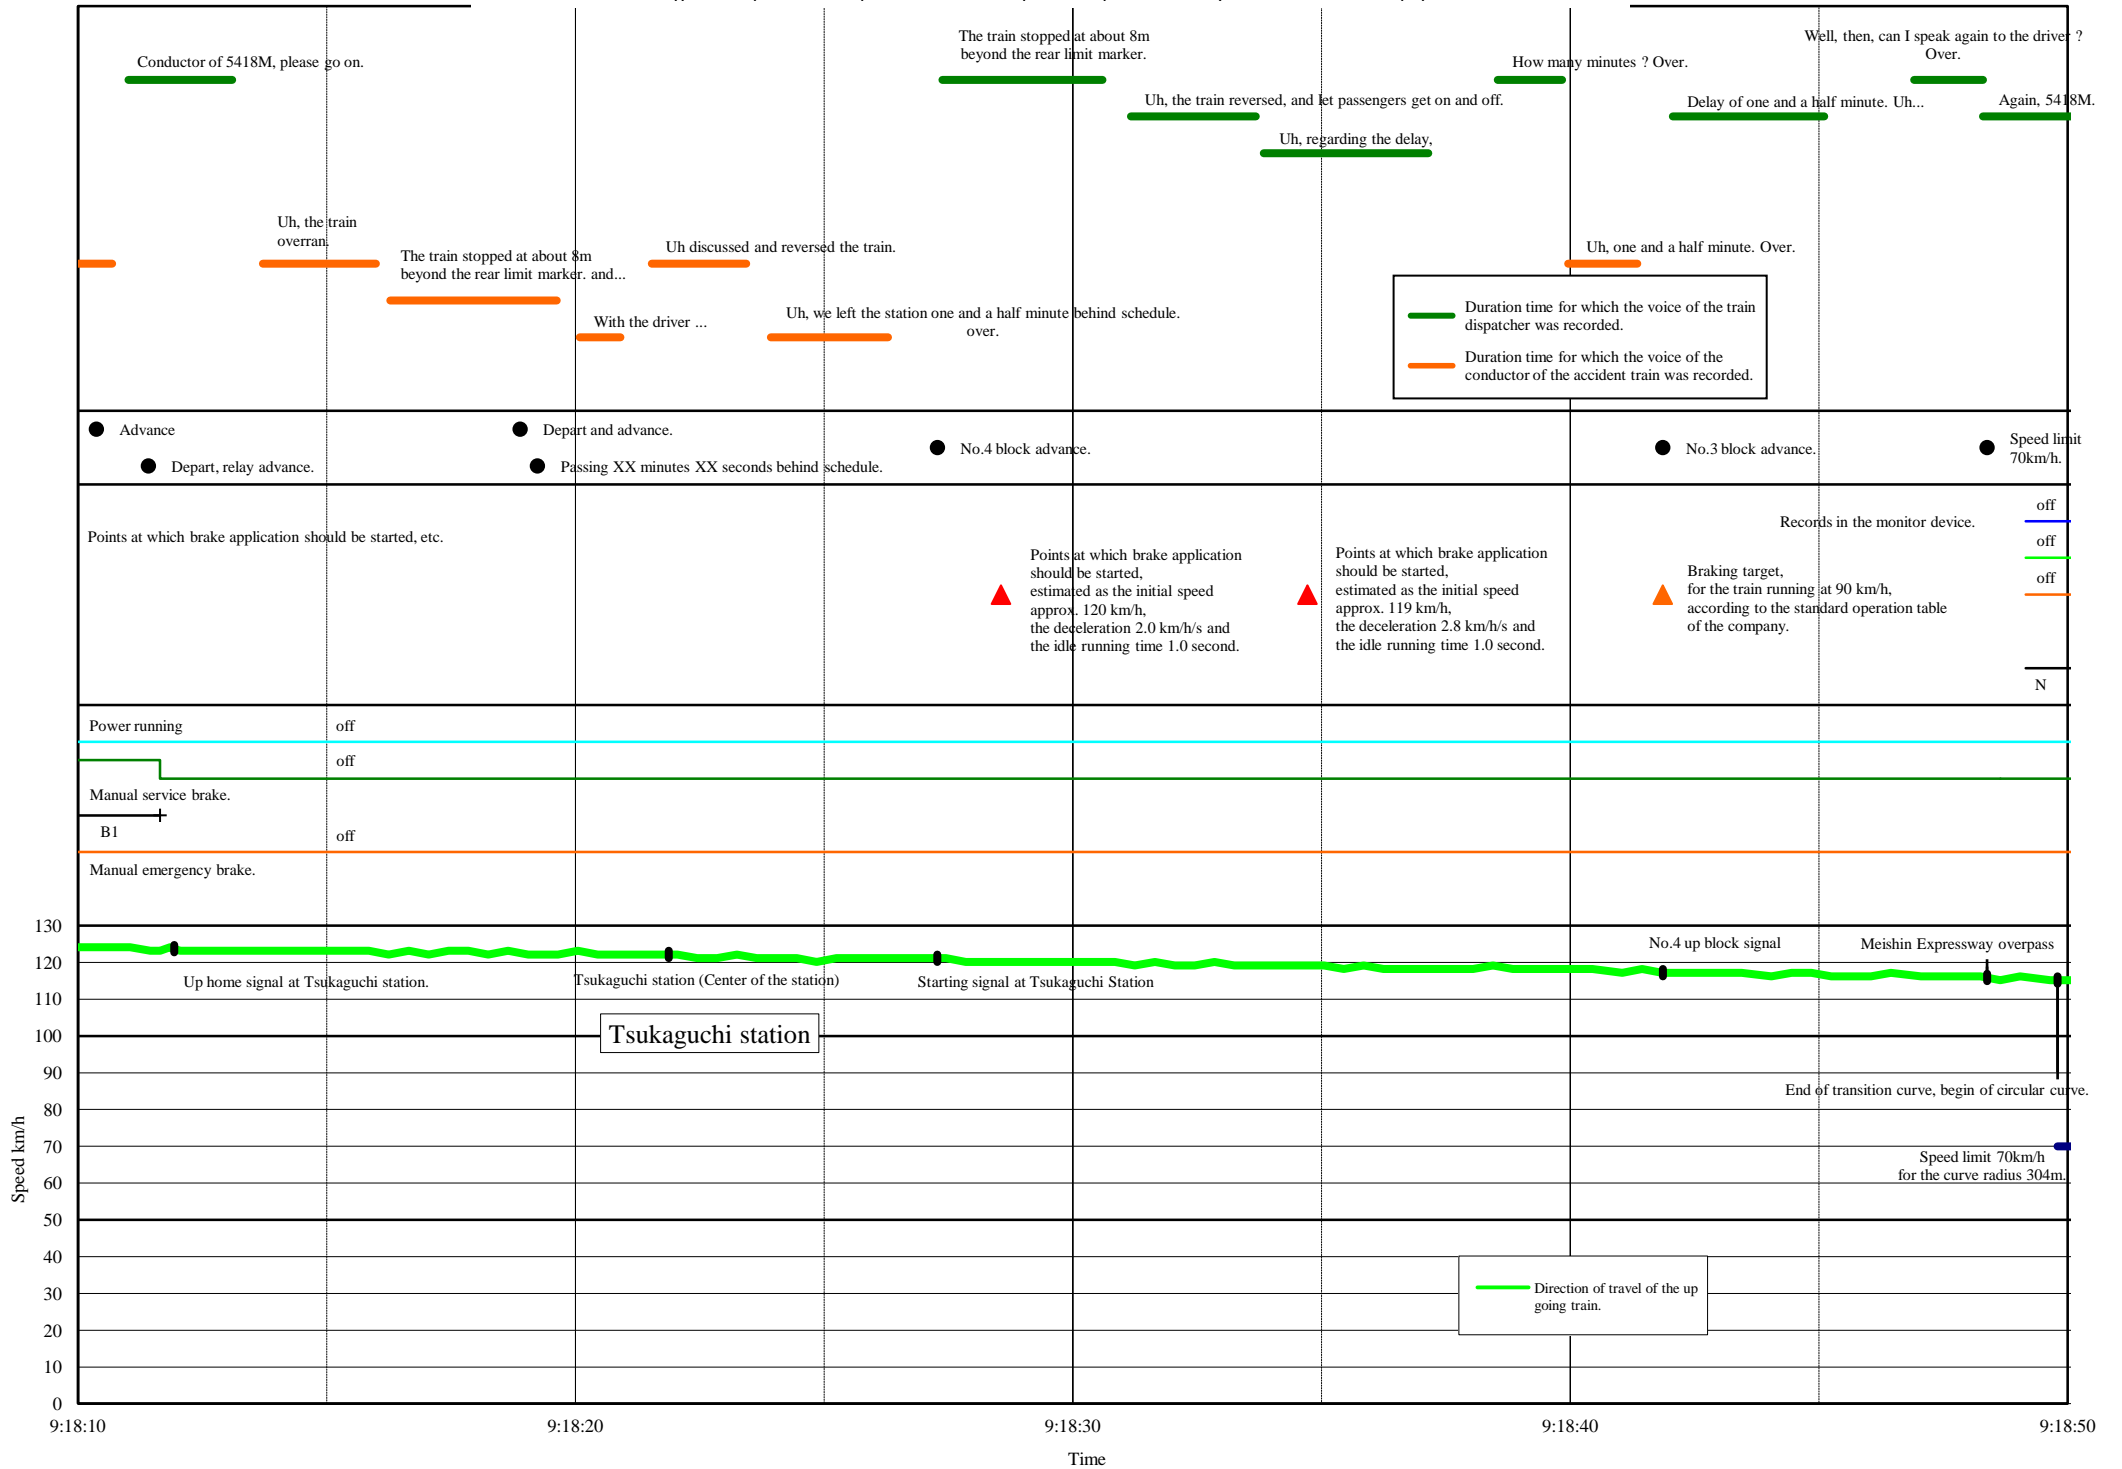 The train stopped at about 8m
beyond the rear limit marker.
Well, then, can I speak again to the driver ?
Over.
Conductor of 5418M, please go on.
How many minutes ? Over.
Uh, the train reversed, and let passengers get on and off.
Delay of one and a half minute. Uh...
Again, 5418M.
Uh, regarding the delay,
Uh, the train
overran.
The train stopped at about 8m
beyond the rear limit marker. and...
Uh discussed and reversed the train.
Uh, one and a half minute. Over.
With the driver ...
Uh, we left the station one and a half minute behind schedule.
over.
Duration time for which the voice of the train
dispatcher was recorded.
Duration time for which the voice of the
conductor of the accident train was recorded.
Advance
Depart and advance.
No.4 block advance.
No.3 block advance.
Speed limit
70km/h.
Depart, relay advance.
Passing XX minutes XX seconds behind schedule.
Points at which brake application should be started, etc.
Records in the monitor device.
off
off
off
N
Points at which brake application
should be started,
estimated as the initial speed
approx. 120 km/h,
the deceleration 2.0 km/h/s and
the idle running time 1.0 second.
Points at which brake application
should be started,
estimated as the initial speed
approx. 119 km/h,
the deceleration 2.8 km/h/s and
the idle running time 1.0 second.
Braking target,
for the train running at 90 km/h,
according to the standard operation table
of the company.
Power running
off
off
Manual service brake.
B1
off
Manual emergency brake.
130
120
110
100
90
80
70
60
50
40
30
20
10
0
Speed km/h
Up home signal at Tsukaguchi station.
Tsukaguchi station (Center of the station)
Starting signal at Tsukaguchi Station
No.4 up block signal
Meishin Expressway overpass
Tsukaguchi station
End of transition curve, begin of circular curve.
Speed limit 70km/h
for the curve radius 304m.
Direction of travel of the up
going train.
9:18:10
9:18:20
9:18:30
9:18:40
9:18:50
Time